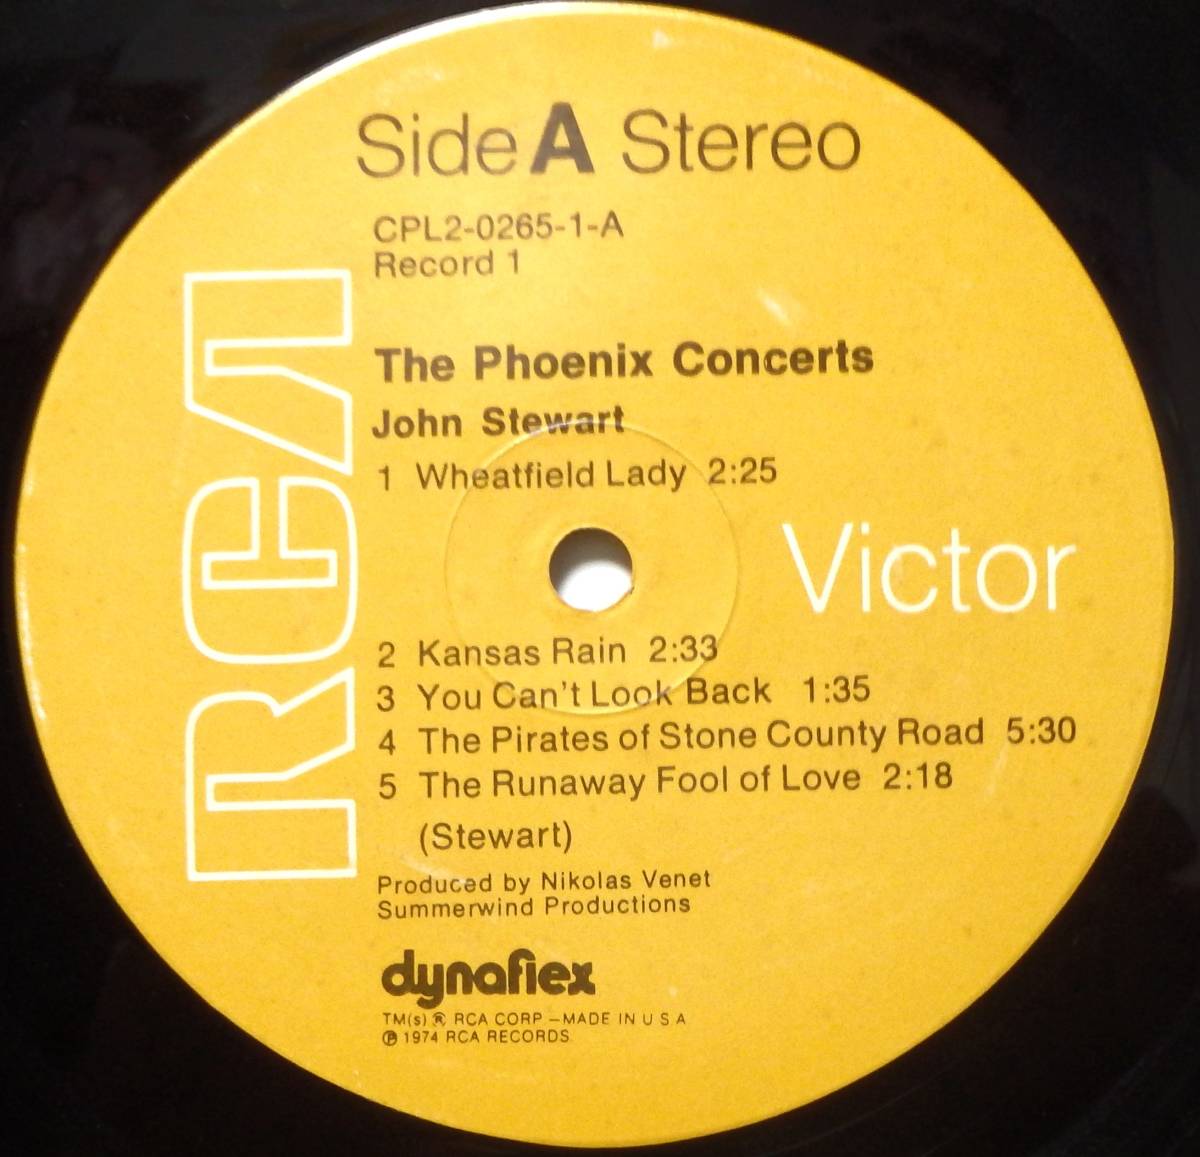 Side A Stereo
CPL2-0265-1-A
Record 1
RCA
The Phoenix Concerts
John Stewart
1 Wheatfield Lady 2:25
Victor
2 Kansas Rain 2:33
3 You Can't Look Back 1:35
4 The Pirates of Stone County Road 5:30
5 The Runaway Fool of Love 2:18
(Stewart)
Produced by Nikolas Venet
Summerwind Productions
dynaflex
TM(s) ® RCA CORP –MADE IN U S A
℗ 1974 RCA RECORDS